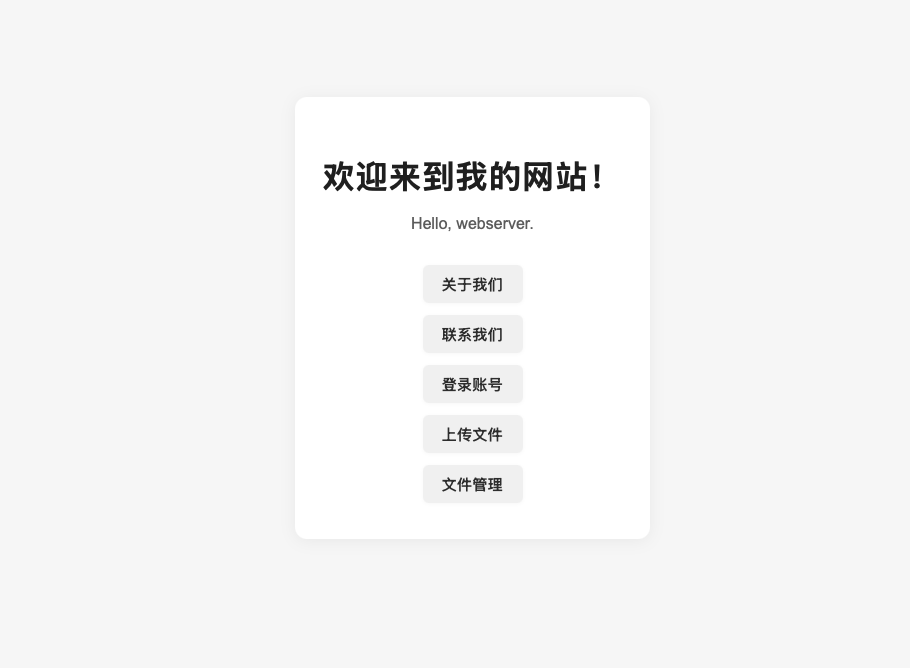 欢迎来到我的网站！
Hello, webserver.
关于我们
联系我们
登录账号
上传文件
文件管理